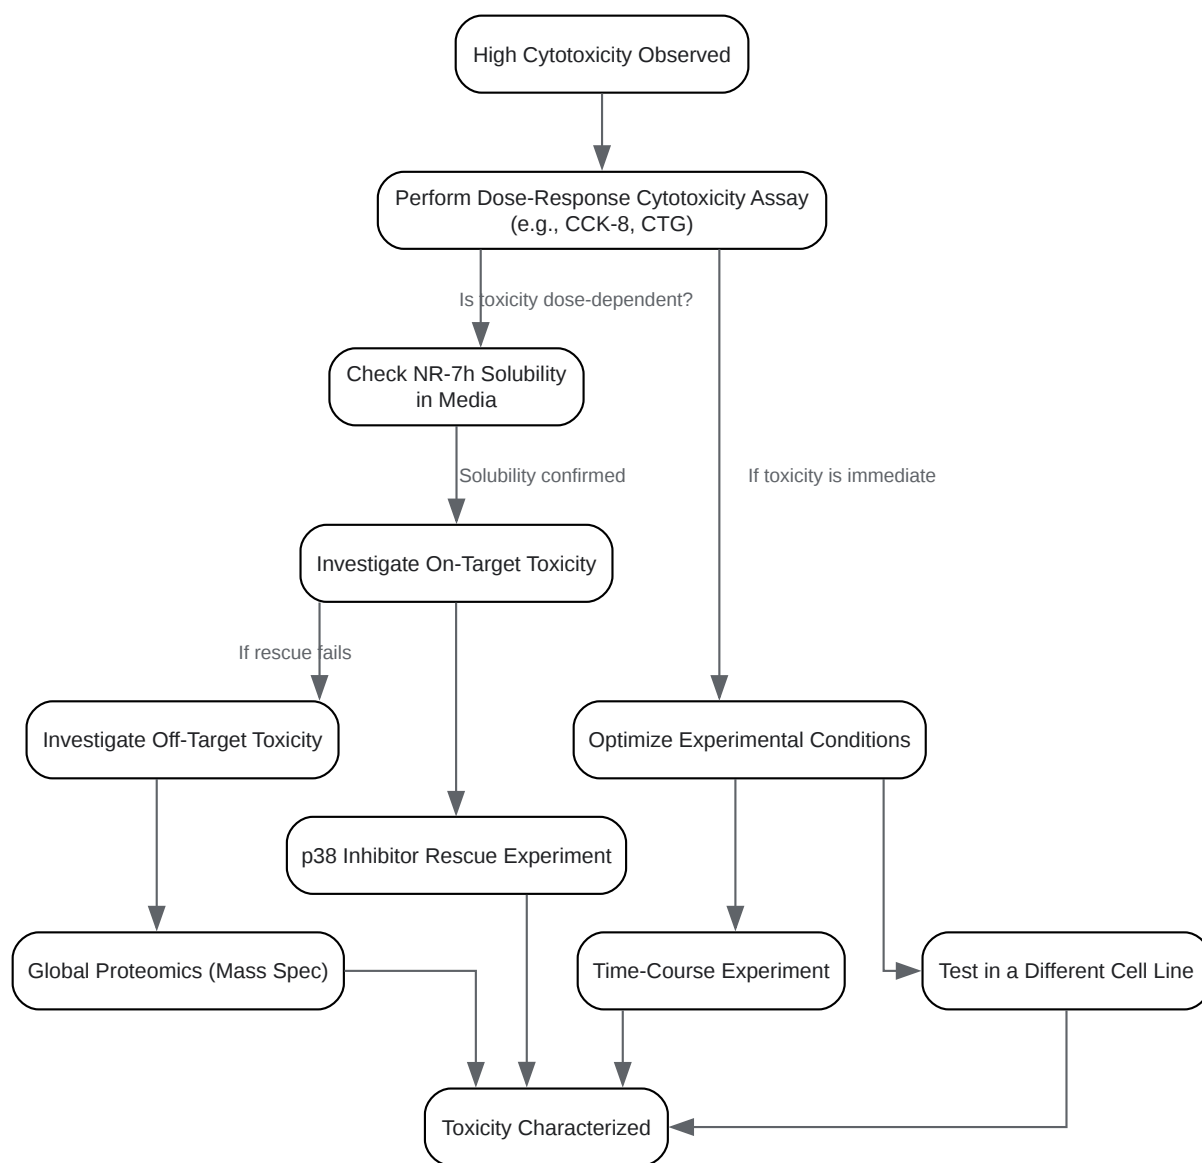 High Cytotoxicity Observed
Perform Dose-Response Cytotoxicity Assay
(e.g., CCK-8, CTG)
Is toxicity dose-dependent?
Check NR-7h Solubility
in Media
Solubility confirmed
If toxicity is immediate
Investigate On-Target Toxicity
If rescue fails
Investigate Off-Target Toxicity
Optimize Experimental Conditions
p38 Inhibitor Rescue Experiment
Global Proteomics (Mass Spec)
Time-Course Experiment
Test in a Different Cell Line
Toxicity Characterized